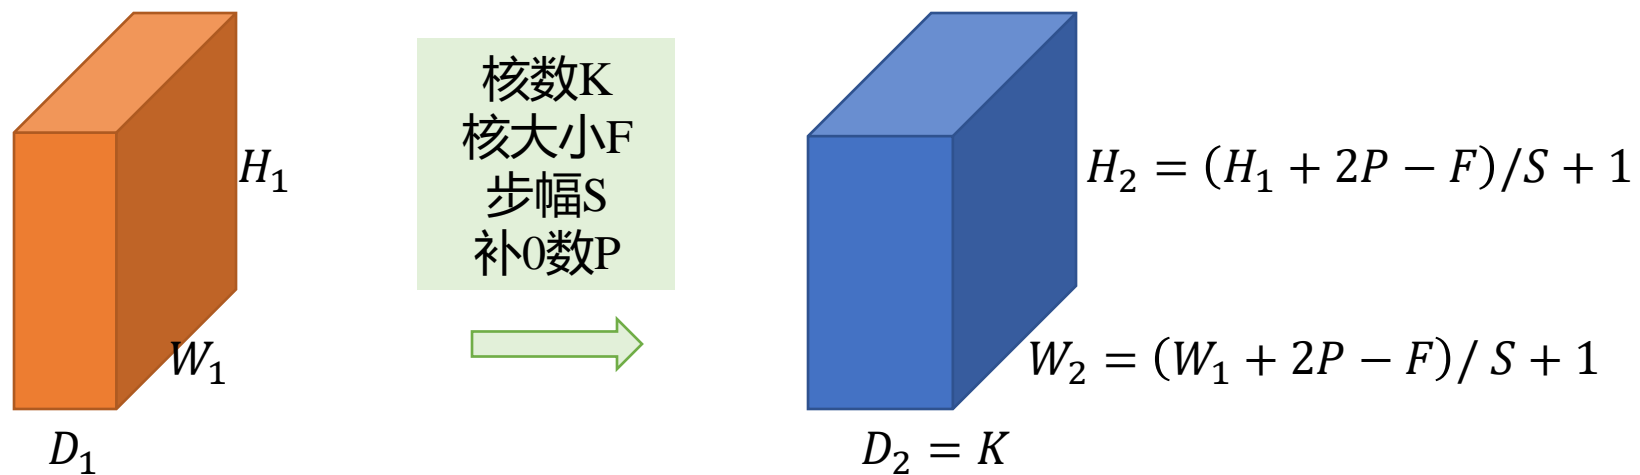 核数K
核大小F
步幅S
补0数P
H₁
W₁
D₁
H₂ = (H₁ + 2P − F)/S + 1
W₂ = (W₁ + 2P − F)/ S + 1
D₂ = K